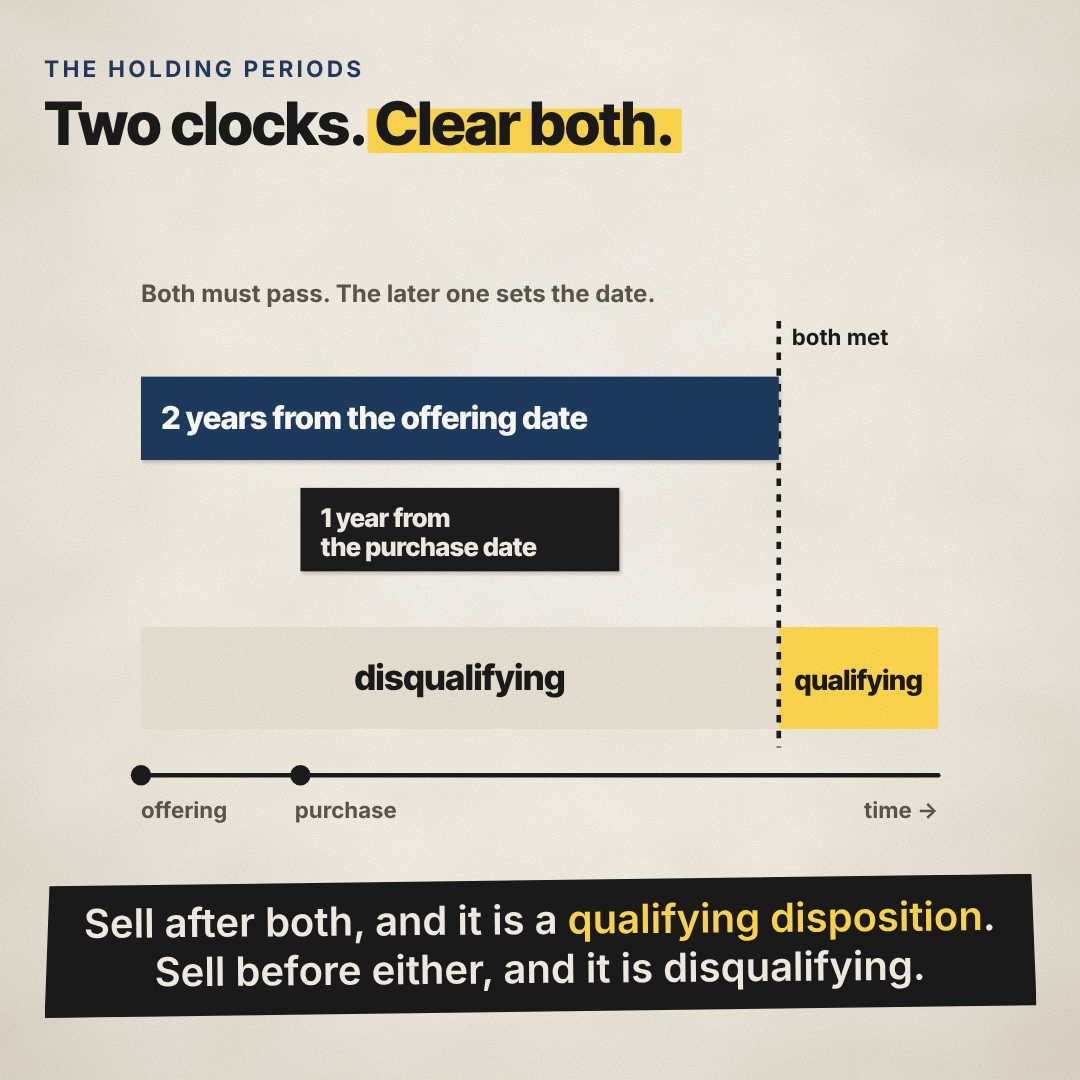 THE HOLDING PERIODS
Two clocks. Clear both.
Both must pass. The later one sets the date.
both met
2 years from the offering date
1 year from
the purchase date
disqualifying
qualifying
offering
purchase
time →
Sell after both, and it is a qualifying disposition.
Sell before either, and it is disqualifying.